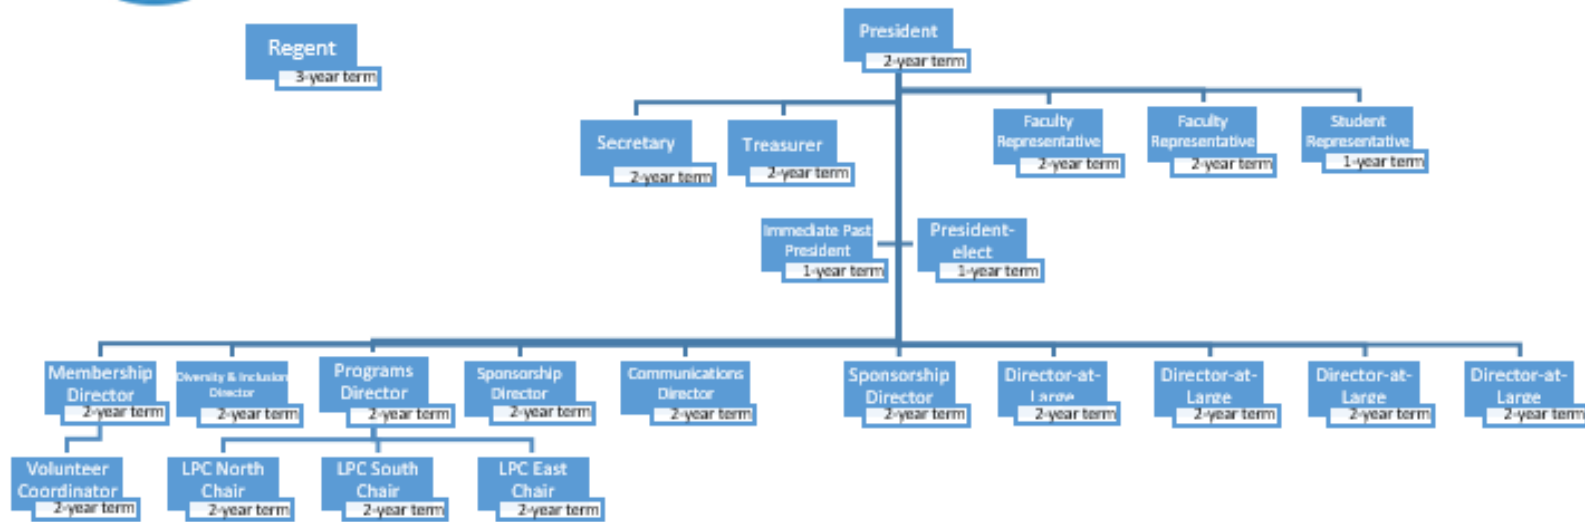 Regent
3-year term
President
2-year term
Secretary
2-year term
Treasurer
2-year term
Faculty
Representative
2-year term
Faculty
Representative
2-year term
Student
Representative
1-year term
Immediate Past
President
1-year term
President-
elect
1-year term
Membership
Director
2-year term
Diversity & Inclusion
Director
2-year term
Programs
Director
2-year term
Sponsorship
Director
2-year term
Communications
Director
2-year term
Sponsorship
Director
2-year term
Director-at-
Large
2-year term
Director-at-
Large
2-year term
Director-at-
Large
2-year term
Director-at-
Large
2-year term
Volunteer
Coordinator
2-year term
LPC North
Chair
2-year term
LPC South
Chair
2-year term
LPC East
Chair
2-year term